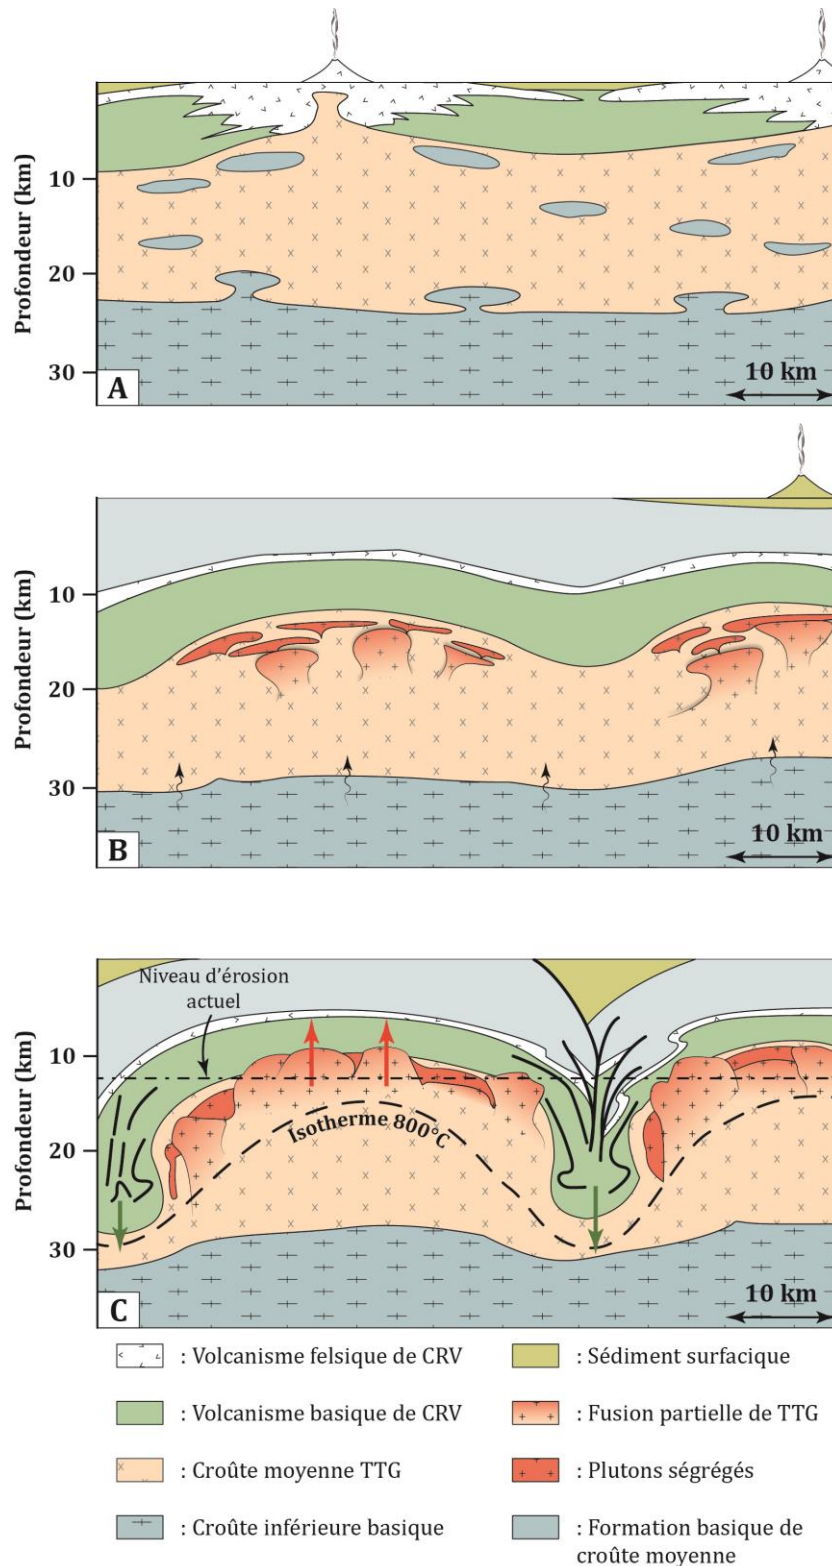 Profondeur (km)
10
20
30
A
10 km
Profondeur (km)
10
20
30
B
10 km
Niveau d'érosion
actuel
Profondeur (km)
10
20
30
Isotherme 800°C
C
10 km
: Volcanisme felsique de CRV
: Sédiment surfacique
: Volcanisme basique de CRV
: Fusion partielle de TTG
: Croûte moyenne TTG
: Plutons ségrégés
: Croûte inférieure basique
: Formation basique de
croûte moyenne